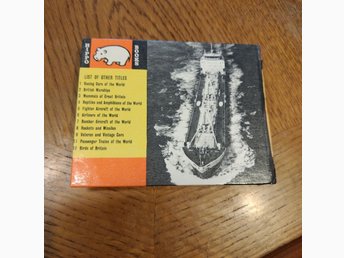 HIPPO
BOOKS
LIST OF OTHER TITLES
1 Racing Cars of the World
2 British Warships
3 Mammals of Great Britain
4 Reptiles and Amphibians of the World
5 Fighter Aircraft of the World
6 Airliners of the World
7 Bomber Aircraft of the World
8 Rockets and Missiles
9 Veteran and Vintage Cars
11 Passenger Trains of the World
12 Birds of Britain